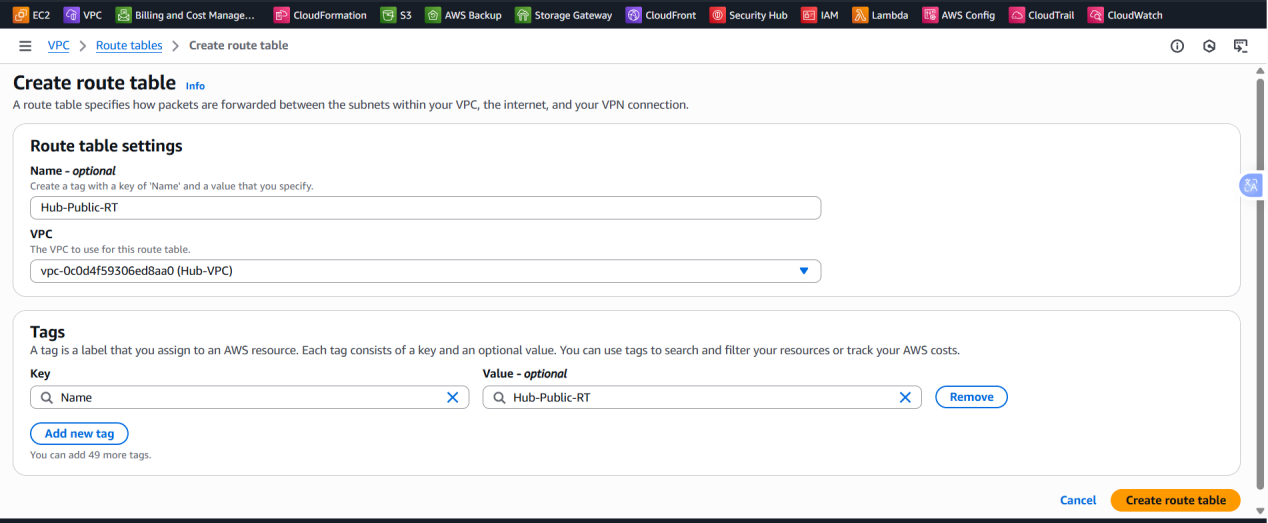 EC2 VPC Billing and Cost Manage... CloudFormation S3 AWS Backup Storage Gateway CloudFront Security Hub IAM Lambda AWS Config CloudTrail CloudWatch
VPC > Route tables > Create route table
Create route table Info
A route table specifies how packets are forwarded between the subnets within your VPC, the internet, and your VPN connection.
Route table settings
Name - optional
Create a tag with a key of 'Name' and a value that you specify.
Hub-Public-RT
VPC
The VPC to use for this route table.
vpc-0c0d4f59306ed8aa0 (Hub-VPC)
Tags
A tag is a label that you assign to an AWS resource. Each tag consists of a key and an optional value. You can use tags to search and filter your resources or track your AWS costs.
Key Value - optional
Name Hub-Public-RT Remove
Add new tag
You can add 49 more tags.
Cancel Create route table